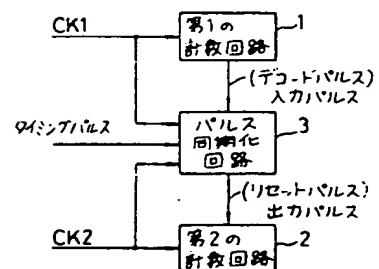 CK1
第1の
計数回路
1
(デコードパルス)
入力パルス
タイミングパルス
パルス
同期化
回路
3
(リセットパルス)
出力パルス
CK2
第2の
計数回路
2